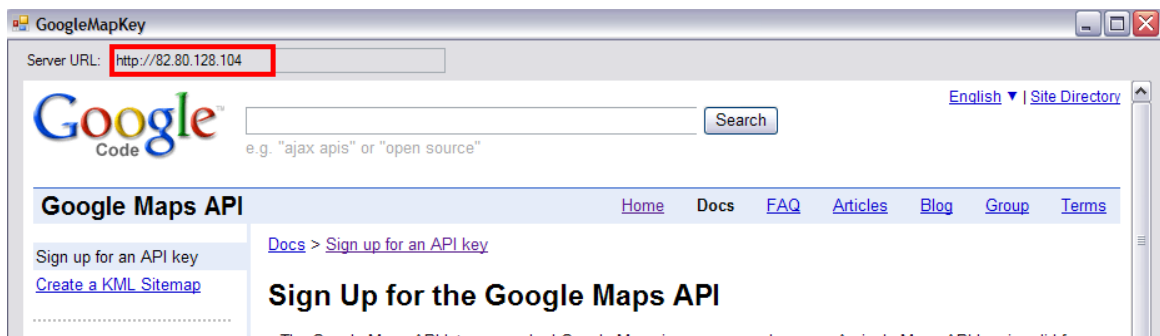 GoogleMapKey
Server URL: http://82.80.128.104
English ▼ | Site Directory
Google™
Code
Search
e.g. "ajax apis" or "open source"
Google Maps API
Home Docs FAQ Articles Blog Group Terms
Sign up for an API key
Create a KML Sitemap
Docs > Sign up for an API key
Sign Up for the Google Maps API